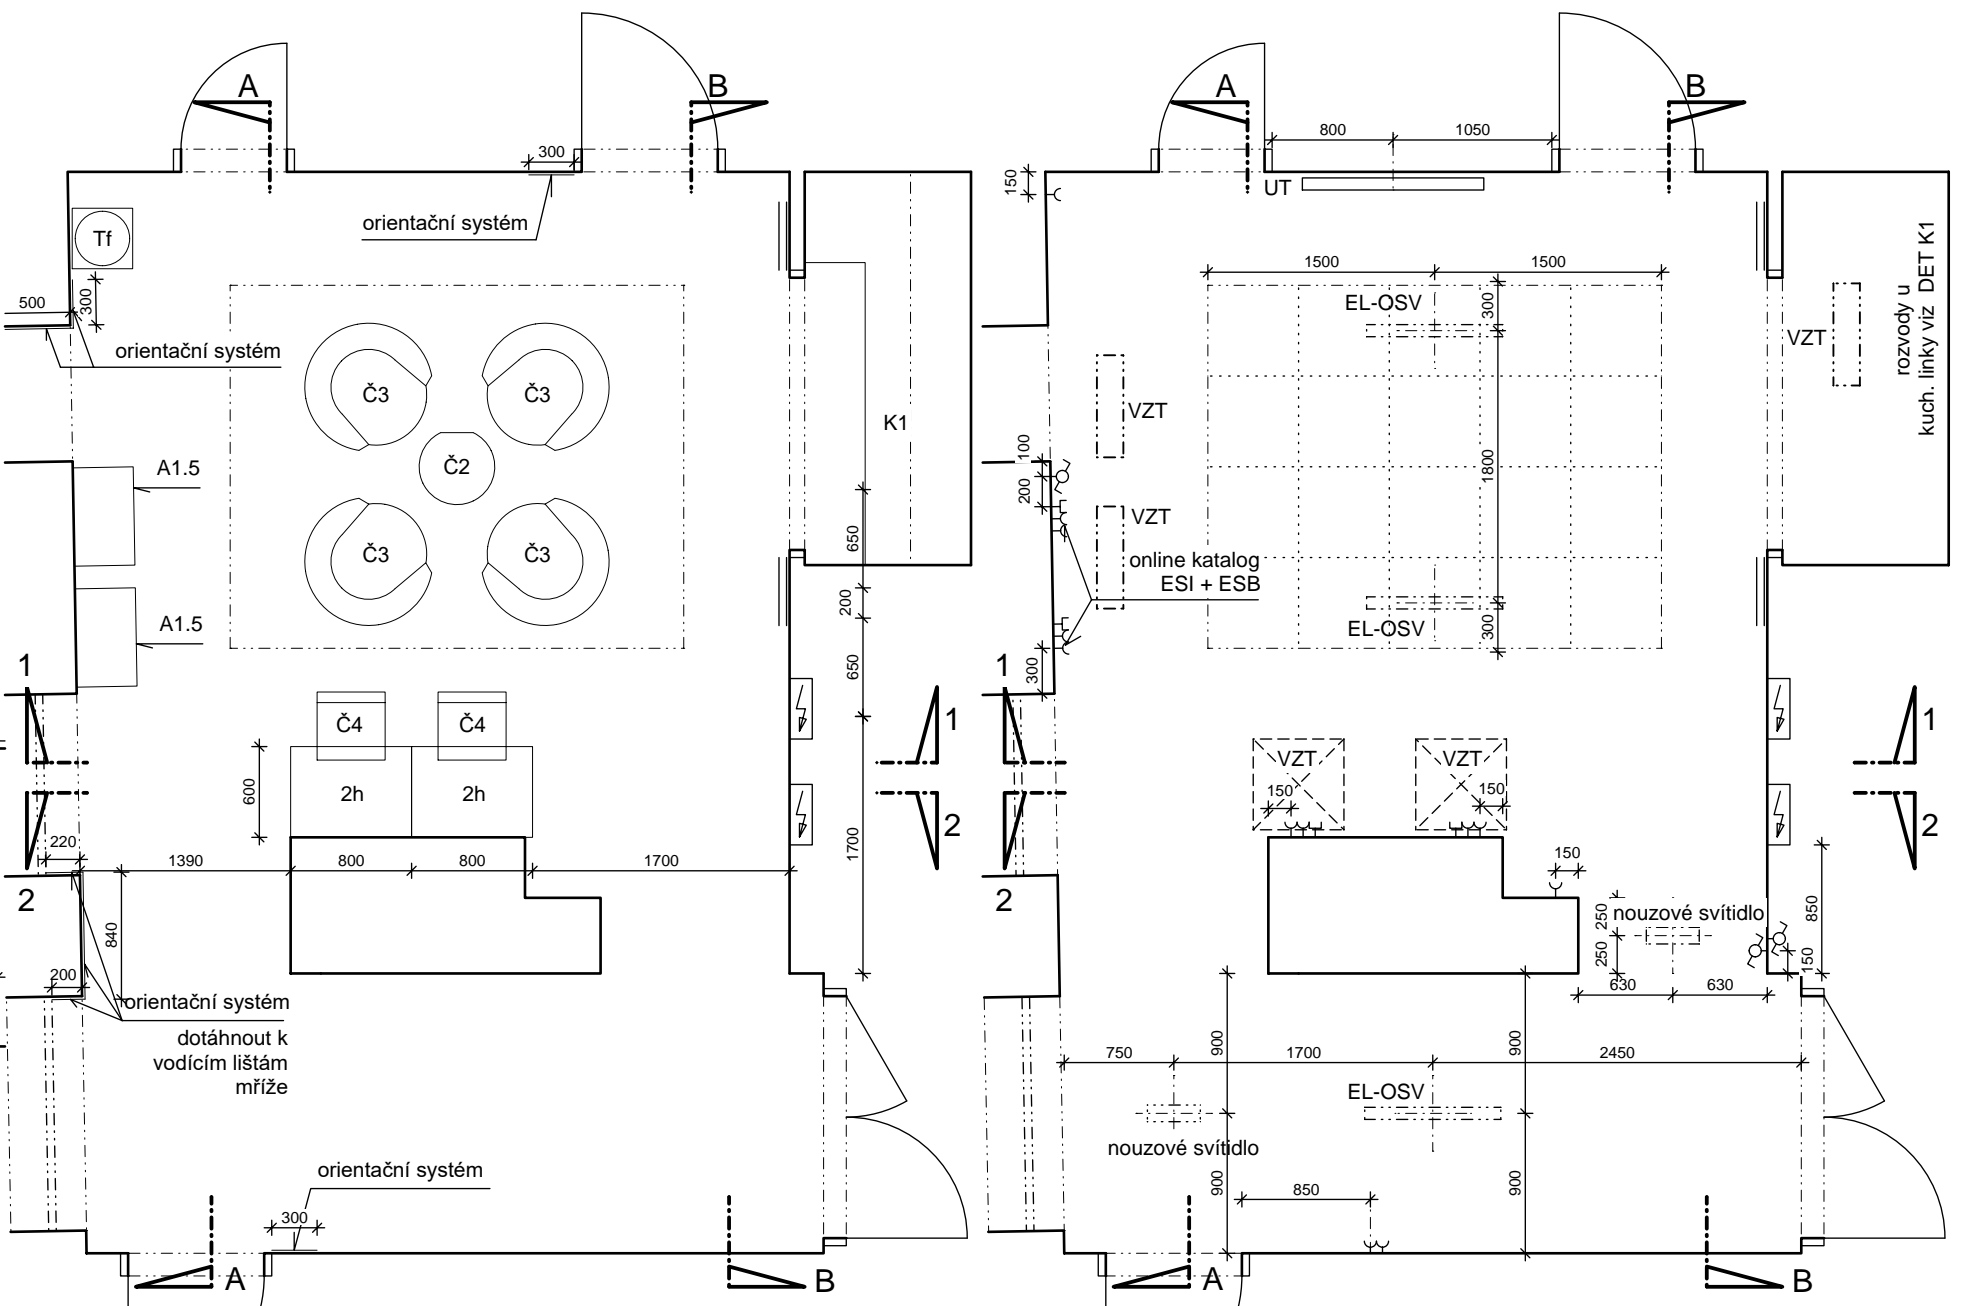 A
B
300
orientační systém
Tf
500
300
orientační systém
Č3
Č3
Č2
Č3
Č3
K1
A1.5
A1.5
650
200
650
1700
1
1
2
2
Č4
Č4
2h
2h
600
220
1390
800
800
1700
840
200
orientační systém
dotáhnout k
vodícím lištám
mříže
orientační systém
300
A
B
A
B
800
1050
150
UT
1500
1500
EL-OSV
300
1800
300
EL-OSV
VZT
rozvody u
kuch. linky viz DET K1
VZT
100
200
VZT
online katalog
ESI + ESB
300
1
1
2
2
VZT
VZT
150
150
150
250
250
nouzové svítidlo
850
150
630
630
750
1700
2450
900
900
EL-OSV
nouzové svítidlo
900
900
850
A
B